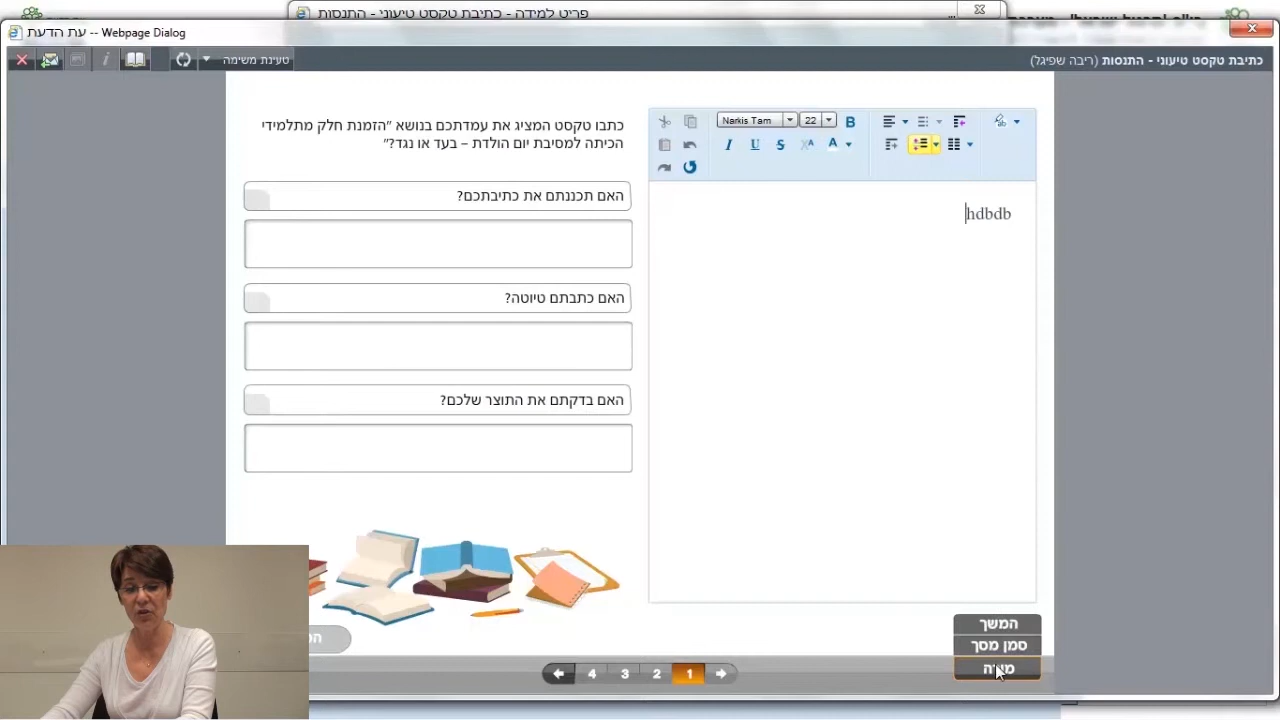 פריט למידה - כתיבת טקסט טיעוני - התנסות
עת הדעת -- Webpage Dialog
כתיבת טקסט טיעוני - התנסות (ריבה שפיגל)
טעינת משימה
Narkis Tam
22
hdbdb
כתבו טקסט המציג את עמדתכם בנושא "הזמנת חלק מתלמידי
הכיתה למסיבת יום הולדת – בעד או נגד?"
האם תכננתם את כתיבתכם?
האם כתבתם טיוטה?
האם בדקתם את התוצר שלכם?
המשך
סמן מסך
1 2 3 4